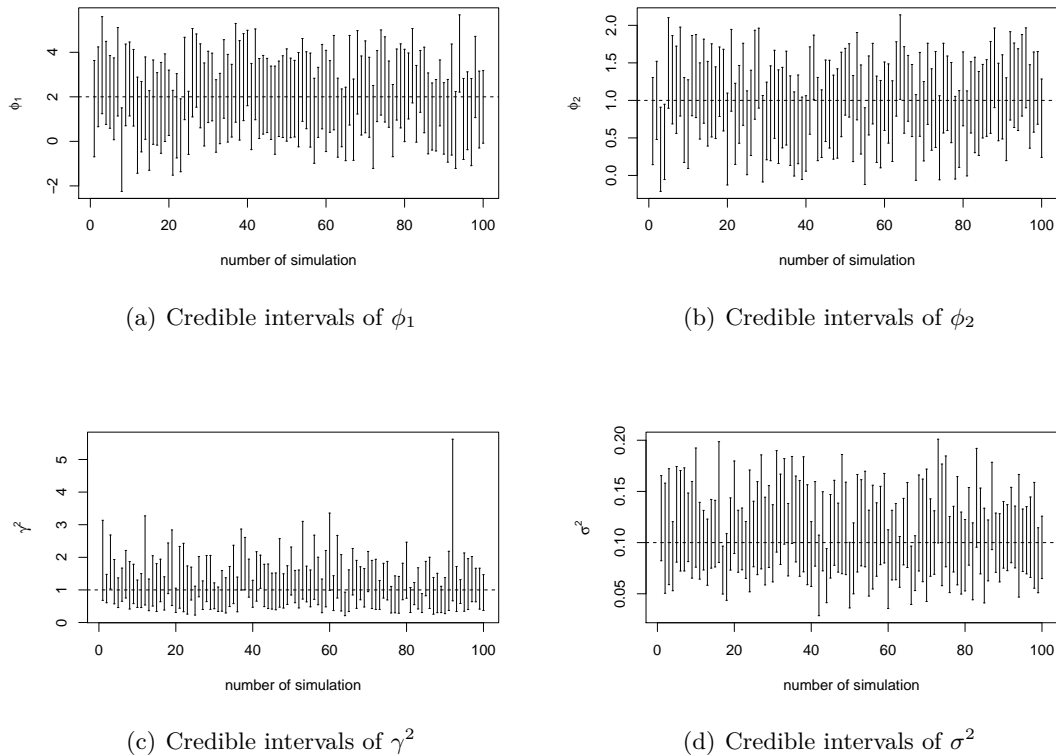 ϕ1
4
2
0
−2
0 20 40 60 80 100
number of simulation
(a) Credible intervals of ϕ1
ϕ2
2.0
1.5
1.0
0.5
0.0
0 20 40 60 80 100
number of simulation
(b) Credible intervals of ϕ2
γ2
5
4
3
2
1
0
0 20 40 60 80 100
number of simulation
(c) Credible intervals of γ2
σ2
0.20
0.15
0.10
0.05
0 20 40 60 80 100
number of simulation
(d) Credible intervals of σ2